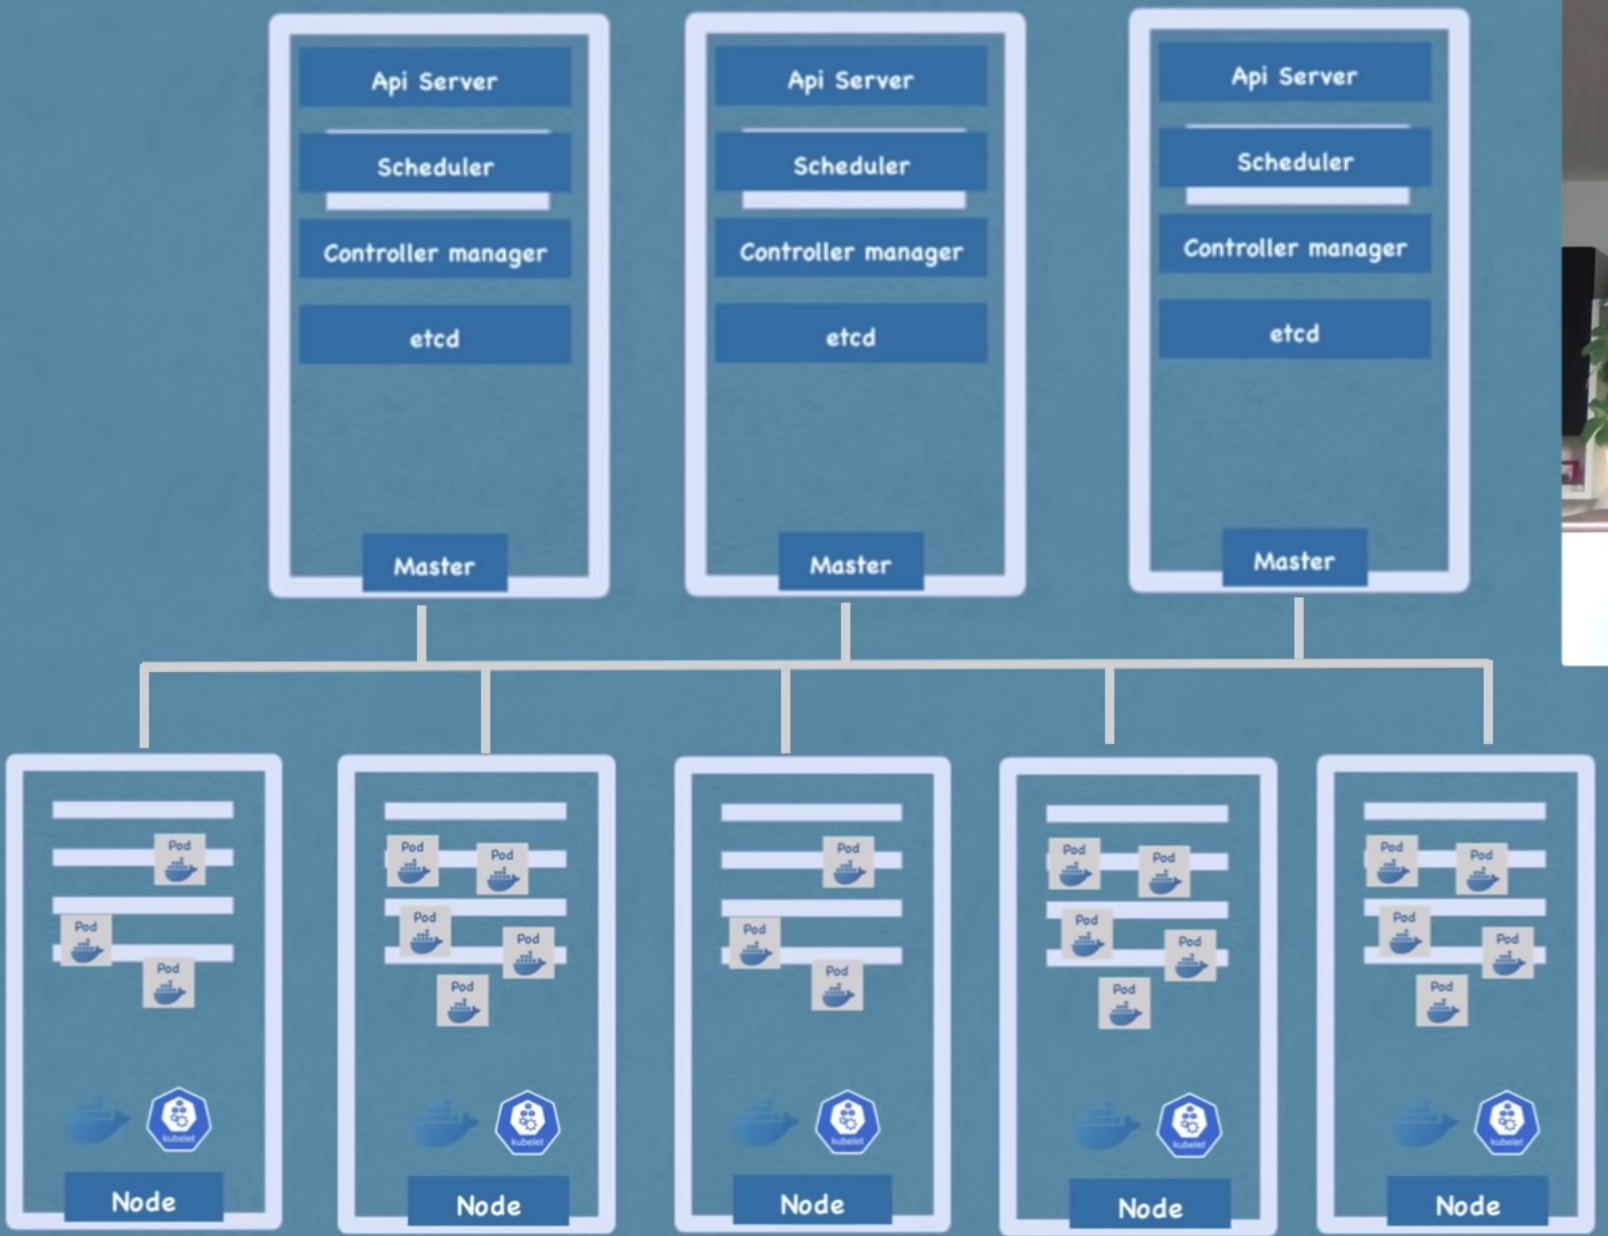 Api Server
Scheduler
Controller manager
etcd
Master
Api Server
Scheduler
Controller manager
etcd
Master
Api Server
Scheduler
Controller manager
etcd
Master
Pod
Pod
Pod
kubelet
Node
Pod
Pod
Pod
Pod
Pod
kubelet
Node
Pod
Pod
Pod
kubelet
Node
Pod
Pod
Pod
Pod
Pod
kubelet
Node
Pod
Pod
Pod
Pod
Pod
kubelet
Node